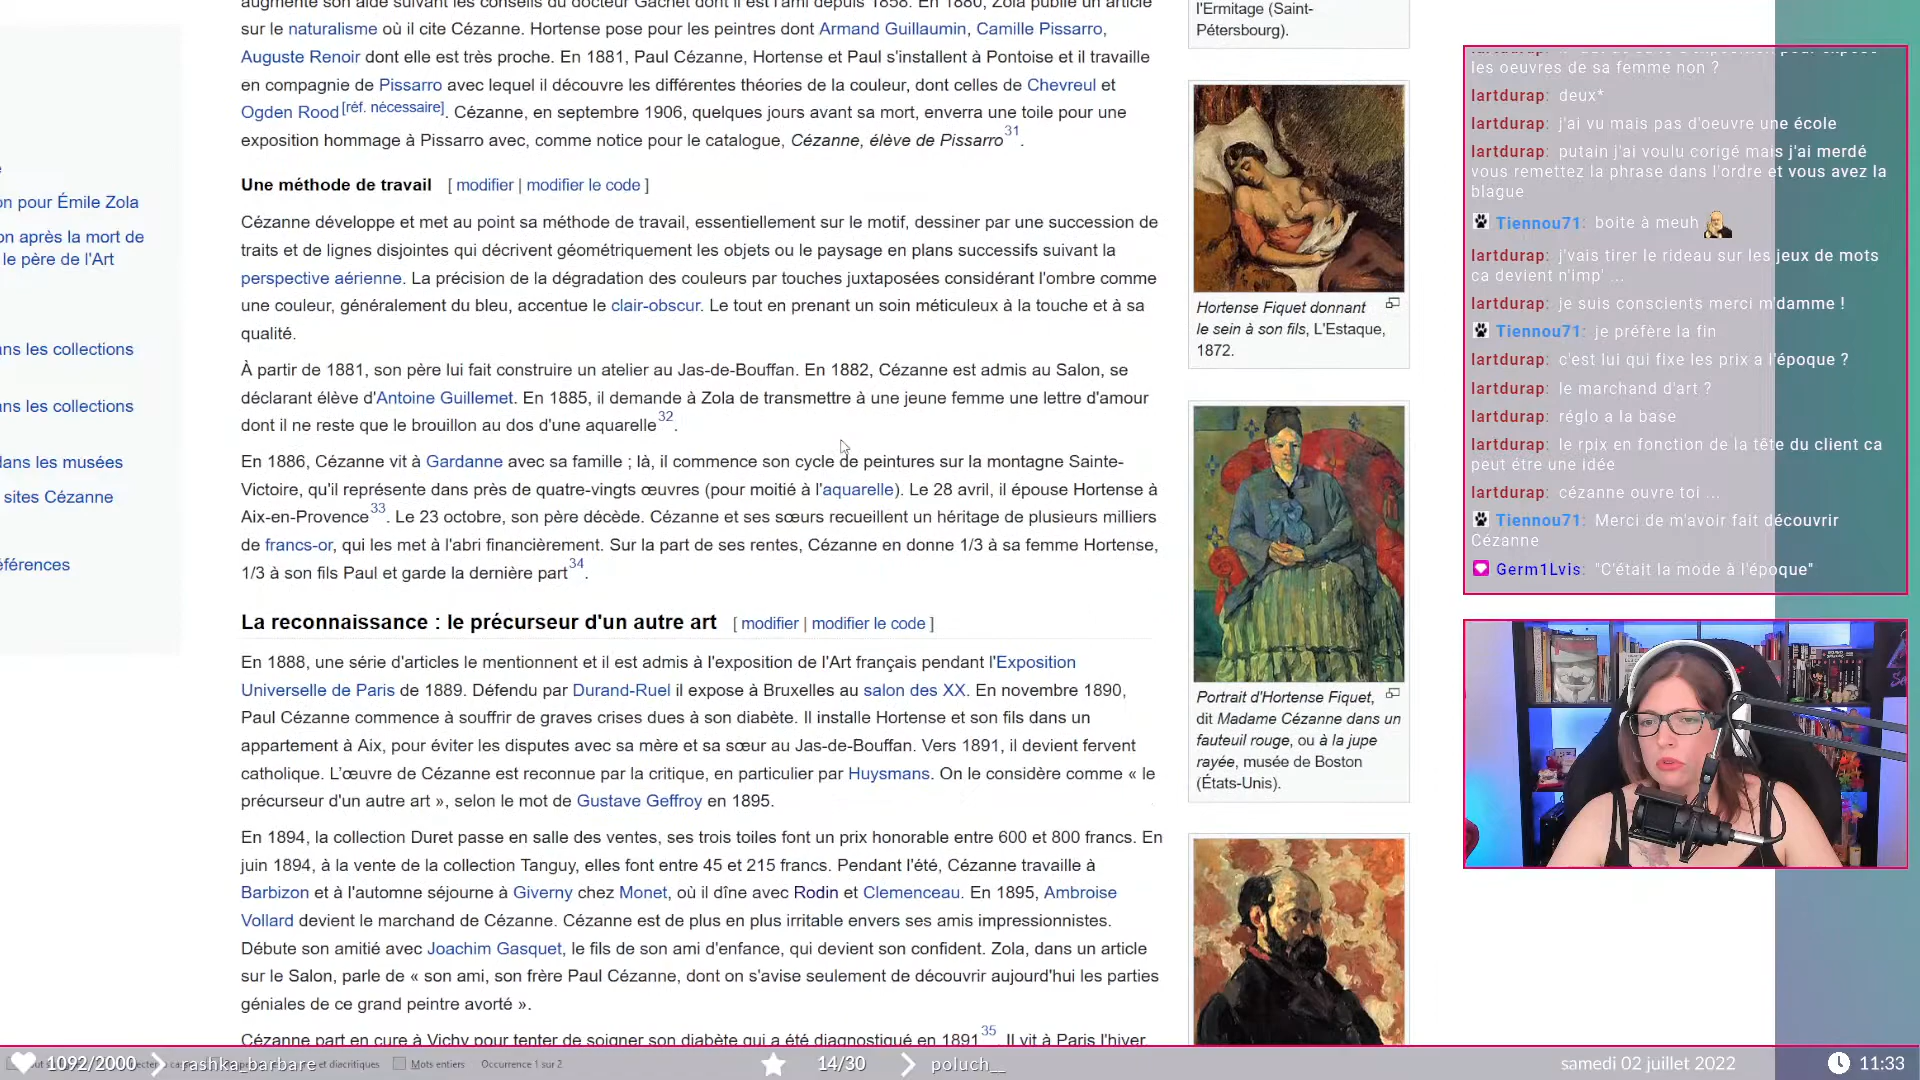 augmente son aide suivant les conseils du docteur Gachet dont il est l'ami depuis 1858. En 1880, Zola publie un article
sur le naturalisme où il cite Cézanne. Hortense pose pour les peintres dont Armand Guillaumin, Camille Pissarro,
Auguste Renoir dont elle est très proche. En 1881, Paul Cézanne, Hortense et Paul s'installent à Pontoise et il travaille
en compagnie de Pissarro avec lequel il découvre les différentes théories de la couleur, dont celles de Chevreul et
Ogden Rood[réf. nécessaire]. Cézanne, en septembre 1906, quelques jours avant sa mort, enverra une toile pour une
exposition hommage à Pissarro avec, comme notice pour le catalogue, Cézanne, élève de Pissarro31.
Une méthode de travail [ modifier | modifier le code ]
Cézanne développe et met au point sa méthode de travail, essentiellement sur le motif, dessiner par une succession de
traits et de lignes disjointes qui décrivent géométriquement les objets ou le paysage en plans successifs suivant la
perspective aérienne. La précision de la dégradation des couleurs par touches juxtaposées considérant l'ombre comme
une couleur, généralement du bleu, accentue le clair-obscur. Le tout en prenant un soin méticuleux à la touche et à sa
qualité.
À partir de 1881, son père lui fait construire un atelier au Jas-de-Bouffan. En 1882, Cézanne est admis au Salon, se
déclarant élève d'Antoine Guillemet. En 1885, il demande à Zola de transmettre à une jeune femme une lettre d'amour
dont il ne reste que le brouillon au dos d'une aquarelle32.
En 1886, Cézanne vit à Gardanne avec sa famille ; là, il commence son cycle de peintures sur la montagne Sainte-
Victoire, qu'il représente dans près de quatre-vingts œuvres (pour moitié à l'aquarelle). Le 28 avril, il épouse Hortense à
Aix-en-Provence33. Le 23 octobre, son père décède. Cézanne et ses sœurs recueillent un héritage de plusieurs milliers
de francs-or, qui les met à l'abri financièrement. Sur la part de ses rentes, Cézanne en donne 1/3 à sa femme Hortense,
1/3 à son fils Paul et garde la dernière part34.
La reconnaissance : le précurseur d'un autre art [ modifier | modifier le code ]
En 1888, une série d'articles le mentionnent et il est admis à l'exposition de l'Art français pendant l'Exposition
Universelle de Paris de 1889. Défendu par Durand-Ruel il expose à Bruxelles au salon des XX. En novembre 1890,
Paul Cézanne commence à souffrir de graves crises dues à son diabète. Il installe Hortense et son fils dans un
appartement à Aix, pour éviter les disputes avec sa mère et sa sœur au Jas-de-Bouffan. Vers 1891, il devient fervent
catholique. L'œuvre de Cézanne est reconnue par la critique, en particulier par Huysmans. On le considère comme « le
précurseur d'un autre art », selon le mot de Gustave Geffroy en 1895.
En 1894, la collection Duret passe en salle des ventes, ses trois toiles font un prix honorable entre 600 et 800 francs. En
juin 1894, à la vente de la collection Tanguy, elles font entre 45 et 215 francs. Pendant l'été, Cézanne travaille à
Barbizon et à l'automne séjourne à Giverny chez Monet, où il dîne avec Rodin et Clemenceau. En 1895, Ambroise
Vollard devient le marchand de Cézanne. Cézanne est de plus en plus irritable envers ses amis impressionnistes.
Débute son amitié avec Joachim Gasquet, le fils de son ami d'enfance, qui devient son confident. Zola, dans un article
sur le Salon, parle de « son ami, son frère Paul Cézanne, dont on s'avise seulement de découvrir aujourd'hui les parties
géniales de ce grand peintre avorté ».
Cézanne part en cure à Vichy pour tenter de soigner son diabète qui a été diagnostiqué en 189135. Il vit à Paris l'hiver
on pour Émile Zola
on après la mort de
le père de l'Art
ans les collections
ans les collections
dans les musées
sites Cézanne
éférences
l'Ermitage (Saint-
Pétersbourg).
Hortense Fiquet donnant
le sein à son fils, L'Estaque,
1872.
Portrait d'Hortense Fiquet,
dit Madame Cézanne dans un
fauteuil rouge, ou à la jupe
rayée, musée de Boston
(États-Unis).
les oeuvres de sa femme non ?
lartdurap: deux*
lartdurap: j'ai vu mais pas d'oeuvre une école
lartdurap: putain j'ai voulu corigé mais j'ai merdé
vous remettez la phrase dans l'ordre et vous avez la
blague
Tiennou71: boite à meuh
lartdurap: j'vais tirer le rideau sur les jeux de mots
ca devient n'imp' ...
lartdurap: je suis conscients merci m'damme !
Tiennou71: je préfère la fin
lartdurap: c'est lui qui fixe les prix a l'époque ?
lartdurap: le marchand d'art ?
lartdurap: réglo a la base
lartdurap: le rpix en fonction de la tête du client ca
peut étre une idée
lartdurap: cézanne ouvre toi ...
Tiennou71: Merci de m'avoir fait découvrir
Cézanne
Germ1Lvis: "C'était la mode à l'époque"
1092/2000 rashka_barbare et diacritiques Mots entiers Occurrence 1 sur 2 14/30 poluch__ samedi 02 juillet 2022 11:33